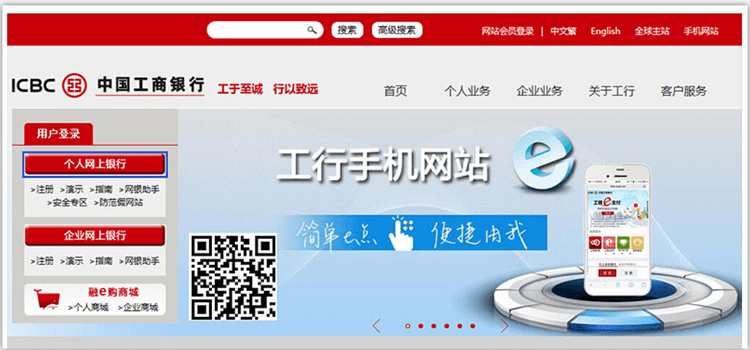 搜索 高级搜索 网站会员登录 | 中文繁 English 全球主站 手机网站
ICBC 中国工商银行 工于至诚 行以致远
首页 个人业务 企业业务 关于工行 客户服务
用户登录
个人网上银行
>注册 >演示 >指南 >网银助手
>安全专区 >防范假网站
企业网上银行
>注册 >演示 >指南 >网银助手
融e购商城
>个人商城 >企业商城
工行手机网站
简单e点 便捷由我
工银e支付